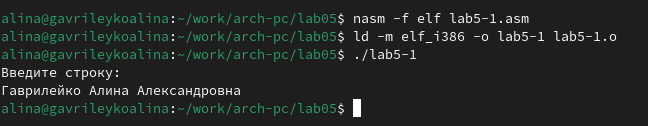 alina@gavrileykoalina:~/work/arch-pc/lab05$ nasm -f elf lab5-1.asm
alina@gavrileykoalina:~/work/arch-pc/lab05$ ld -m elf_i386 -o lab5-1 lab5-1.o
alina@gavrileykoalina:~/work/arch-pc/lab05$ ./lab5-1
Введите строку:
Гаврилейко Алина Александровна
alina@gavrileykoalina:~/work/arch-pc/lab05$